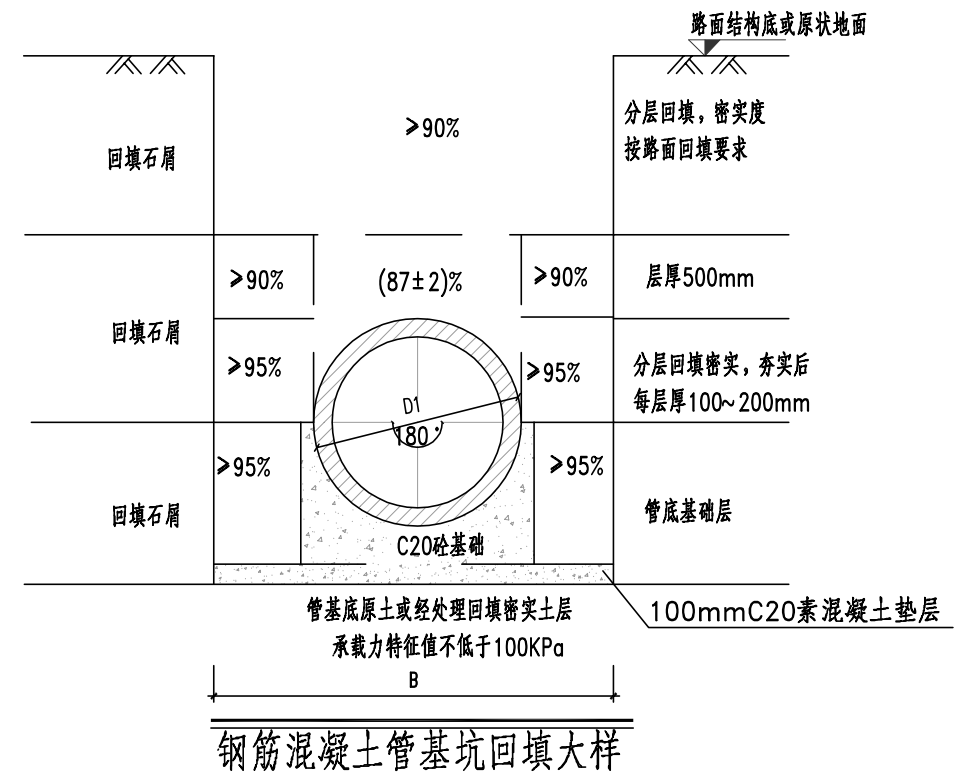 路面结构底或原状地面
≥90%
分层回填，密实度
按路面回填要求
回填石屑
≥90%
(87±2)%
≥90%
层厚500mm
回填石屑
≥95%
≥95%
分层回填密实，夯实后
每层厚100~200mm
D1
180°
≥95%
≥95%
回填石屑
管底基础层
C20砼基础
100mmC20素混凝土垫层
管基底原土或经处理回填密实土层
承载力特征值不低于100KPa
B
钢筋混凝土管基坑回填大样